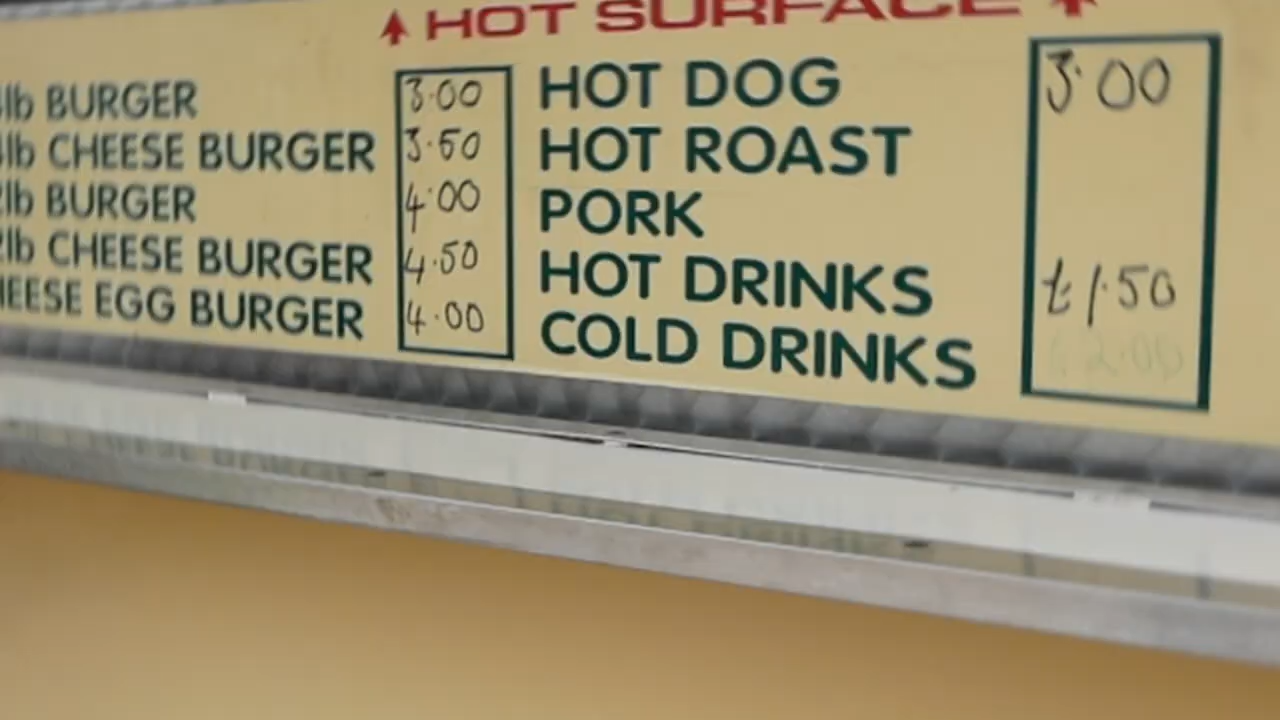 HOT SURFACE
lb BURGER 3.00
lb CHEESE BURGER 3.50
lb BURGER 4.00
lb CHEESE BURGER 4.50
EESE EGG BURGER 4.00
HOT DOG 3.00
HOT ROAST
PORK
HOT DRINKS £1.50
COLD DRINKS